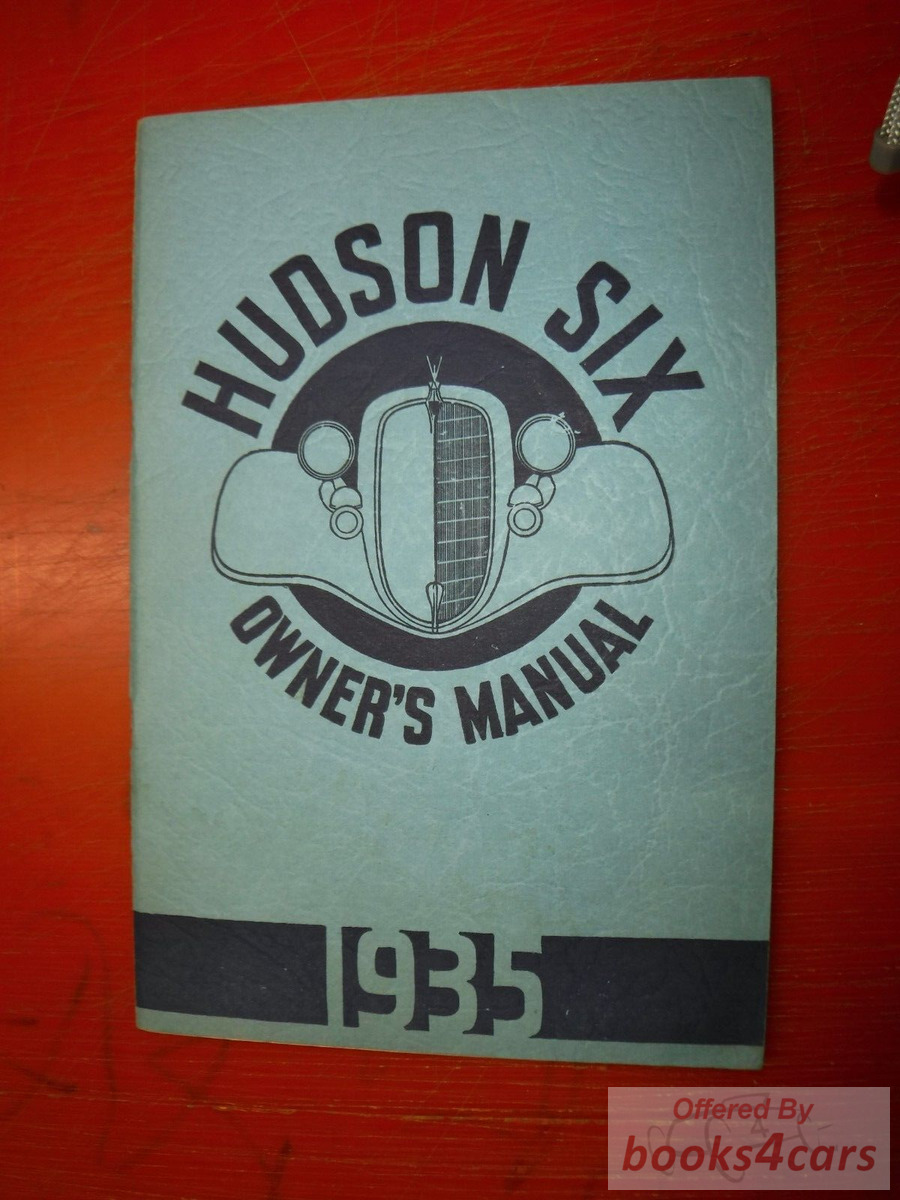 HUDSON SIX
OWNER'S MANUAL
1935
Offered By
books4cars